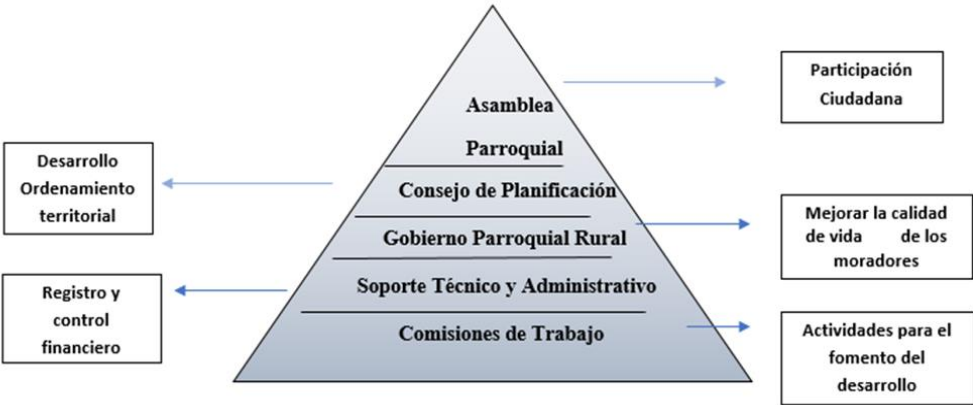 Asamblea
Parroquial
Participación
Ciudadana
Desarrollo
Ordenamiento
territorial
Consejo de Planificación
Gobierno Parroquial Rural
Mejorar la calidad
de vida de los
moradores
Soporte Técnico y Administrativo
Registro y
control
financiero
Comisiones de Trabajo
Actividades para el
fomento del
desarrollo